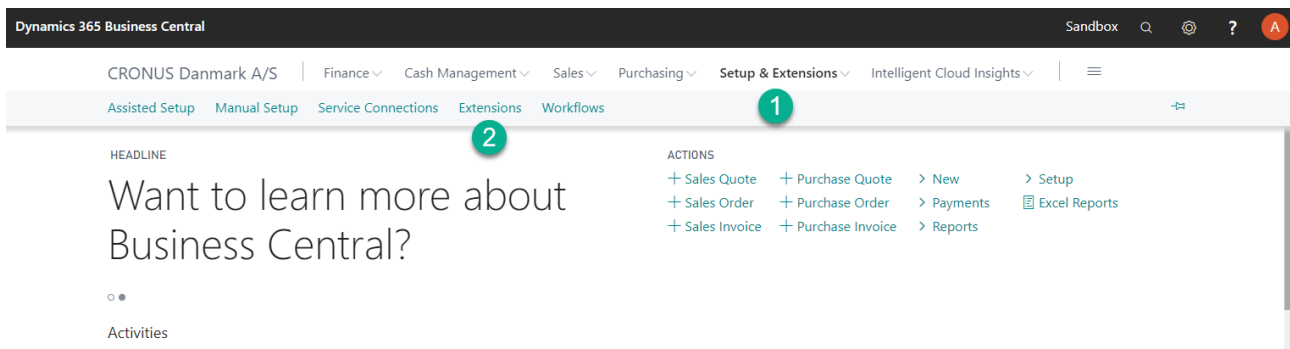 Dynamics 365 Business Central Sandbox ? A
CRONUS Danmark A/S Finance Cash Management Sales Purchasing Setup & Extensions Intelligent Cloud Insights
1
Assisted Setup Manual Setup Service Connections Extensions Workflows
2
HEADLINE
Want to learn more about
Business Central?
ACTIONS
+ Sales Quote + Purchase Quote > New > Setup
+ Sales Order + Purchase Order > Payments Excel Reports
+ Sales Invoice + Purchase Invoice > Reports
Activities